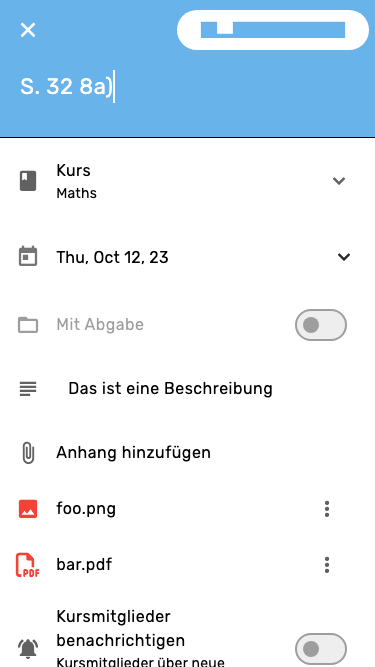 S. 32 8a)
Kurs
Maths
Thu, Oct 12, 23
Mit Abgabe
Das ist eine Beschreibung
Anhang hinzufügen
foo.png
PDF
bar.pdf
Kursmitglieder
benachrichtigen
Kursmitglieder über neue